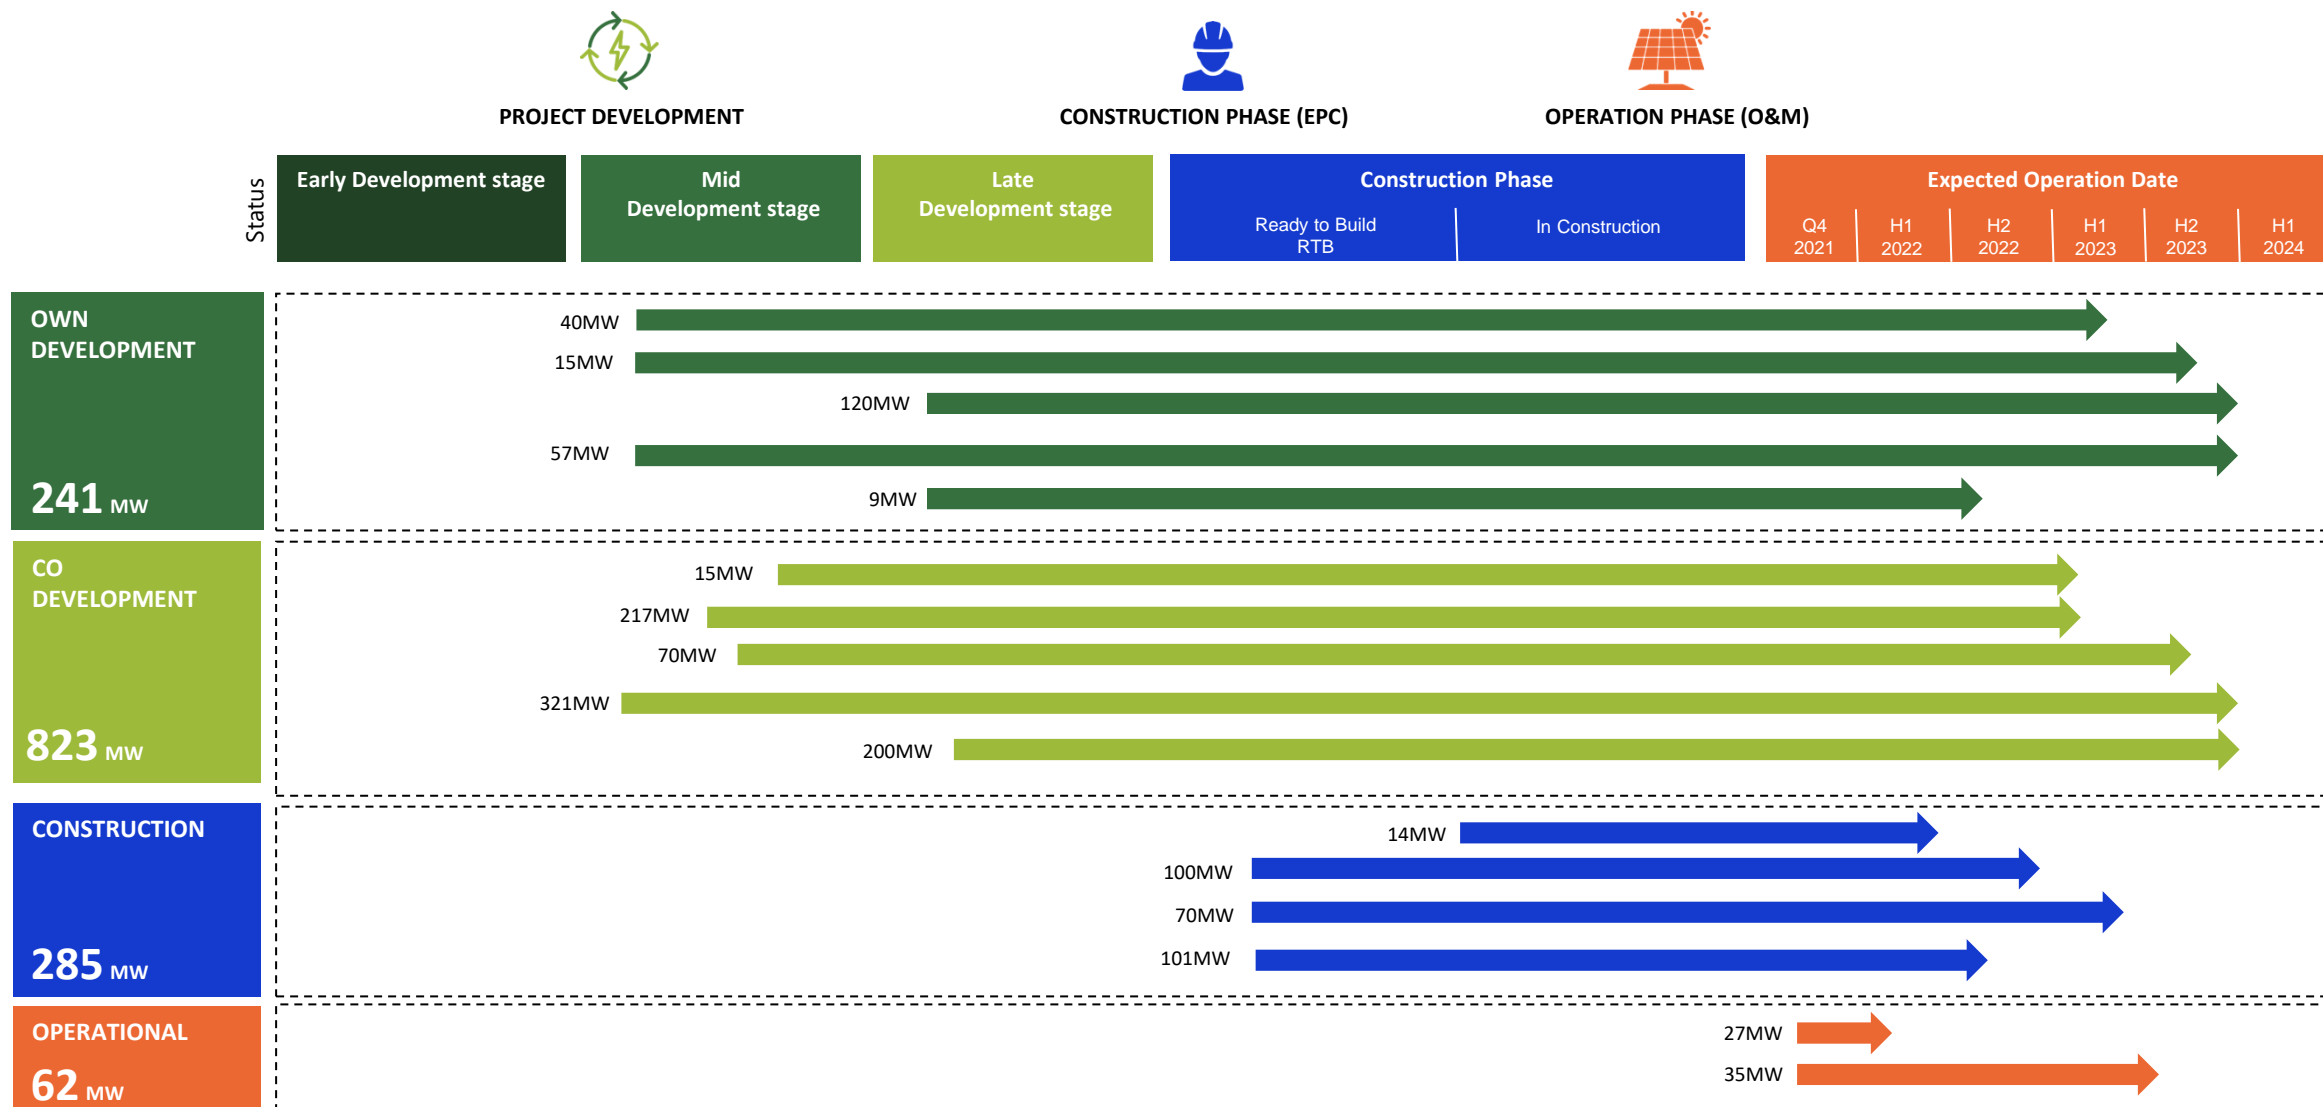 PROJECT DEVELOPMENT
CONSTRUCTION PHASE (EPC)
OPERATION PHASE (O&M)
Status
Early Development stage
Mid
Development stage
Late
Development stage
Construction Phase
Ready to Build
RTB
In Construction
Expected Operation Date
Q4
2021
H1
2022
H2
2022
H1
2023
H2
2023
H1
2024
OWN
DEVELOPMENT
241 MW
40MW
15MW
120MW
57MW
9MW
CO
DEVELOPMENT
823 MW
15MW
217MW
70MW
321MW
200MW
CONSTRUCTION
285 MW
14MW
100MW
70MW
101MW
OPERATIONAL
62 MW
27MW
35MW